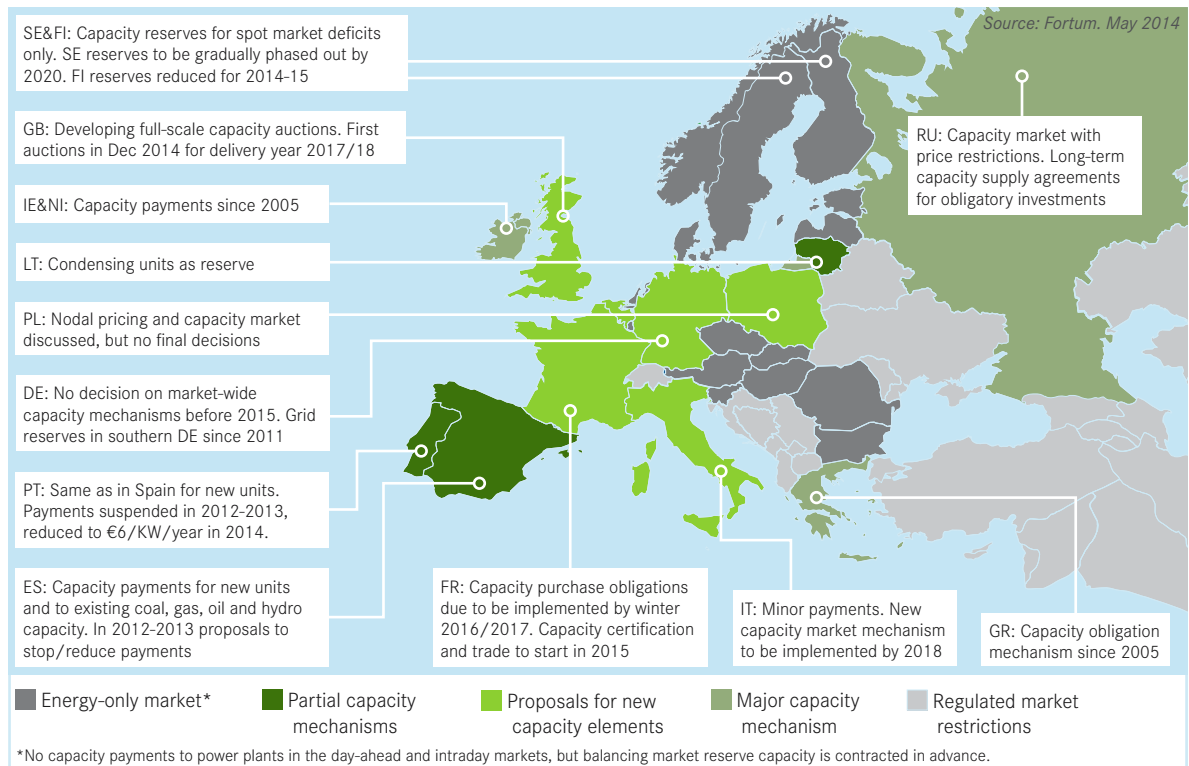 Source: Fortum. May 2014
SE&FI: Capacity reserves for spot market deficits
only. SE reserves to be gradually phased out by
2020. FI reserves reduced for 2014-15
GB: Developing full-scale capacity auctions. First
auctions in Dec 2014 for delivery year 2017/18
RU: Capacity market with
price restrictions. Long-term
capacity supply agreements
for obligatory investments
IE&NI: Capacity payments since 2005
LT: Condensing units as reserve
PL: Nodal pricing and capacity market
discussed, but no final decisions
DE: No decision on market-wide
capacity mechanisms before 2015. Grid
reserves in southern DE since 2011
PT: Same as in Spain for new units.
Payments suspended in 2012-2013,
reduced to €6/KW/year in 2014.
ES: Capacity payments for new units
and to existing coal, gas, oil and hydro
capacity. In 2012-2013 proposals to
stop/reduce payments
FR: Capacity purchase obligations
due to be implemented by winter
2016/2017. Capacity certification
and trade to start in 2015
IT: Minor payments. New
capacity market mechanism
to be implemented by 2018
GR: Capacity obligation
mechanism since 2005
Energy-only market*
Partial capacity
mechanisms
Proposals for new
capacity elements
Major capacity
mechanism
Regulated market
restrictions
*No capacity payments to power plants in the day-ahead and intraday markets, but balancing market reserve capacity is contracted in advance.